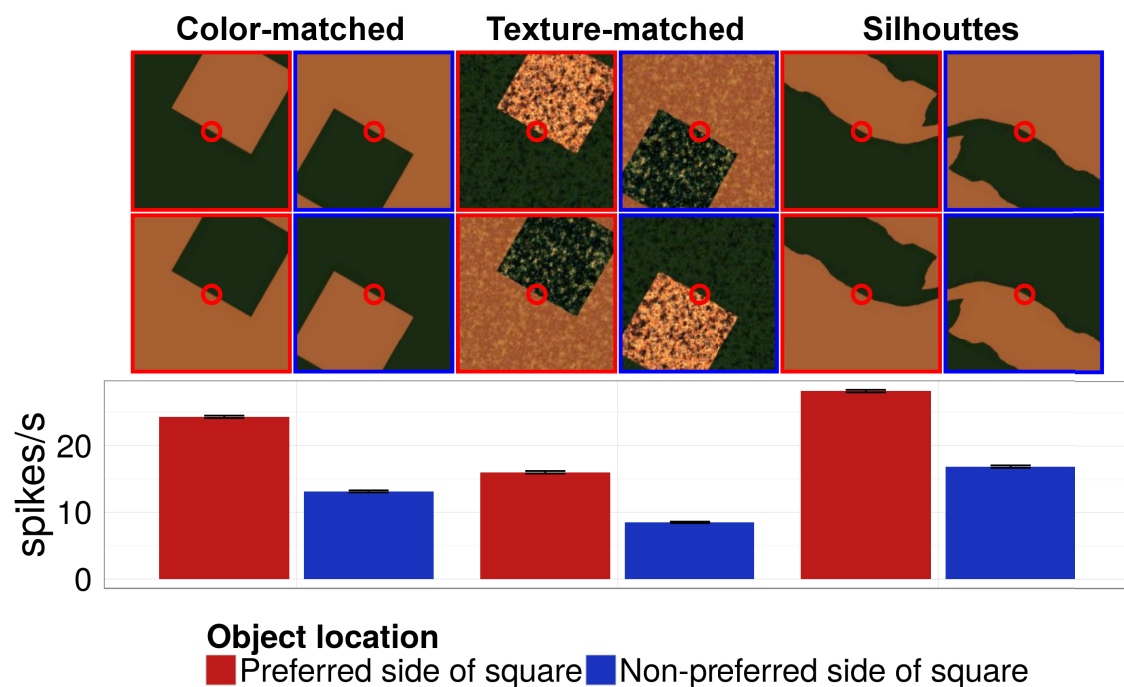 Color-matched Texture-matched Silhouttes
spikes/s
20
10
0
Object location
Preferred side of square Non-preferred side of square